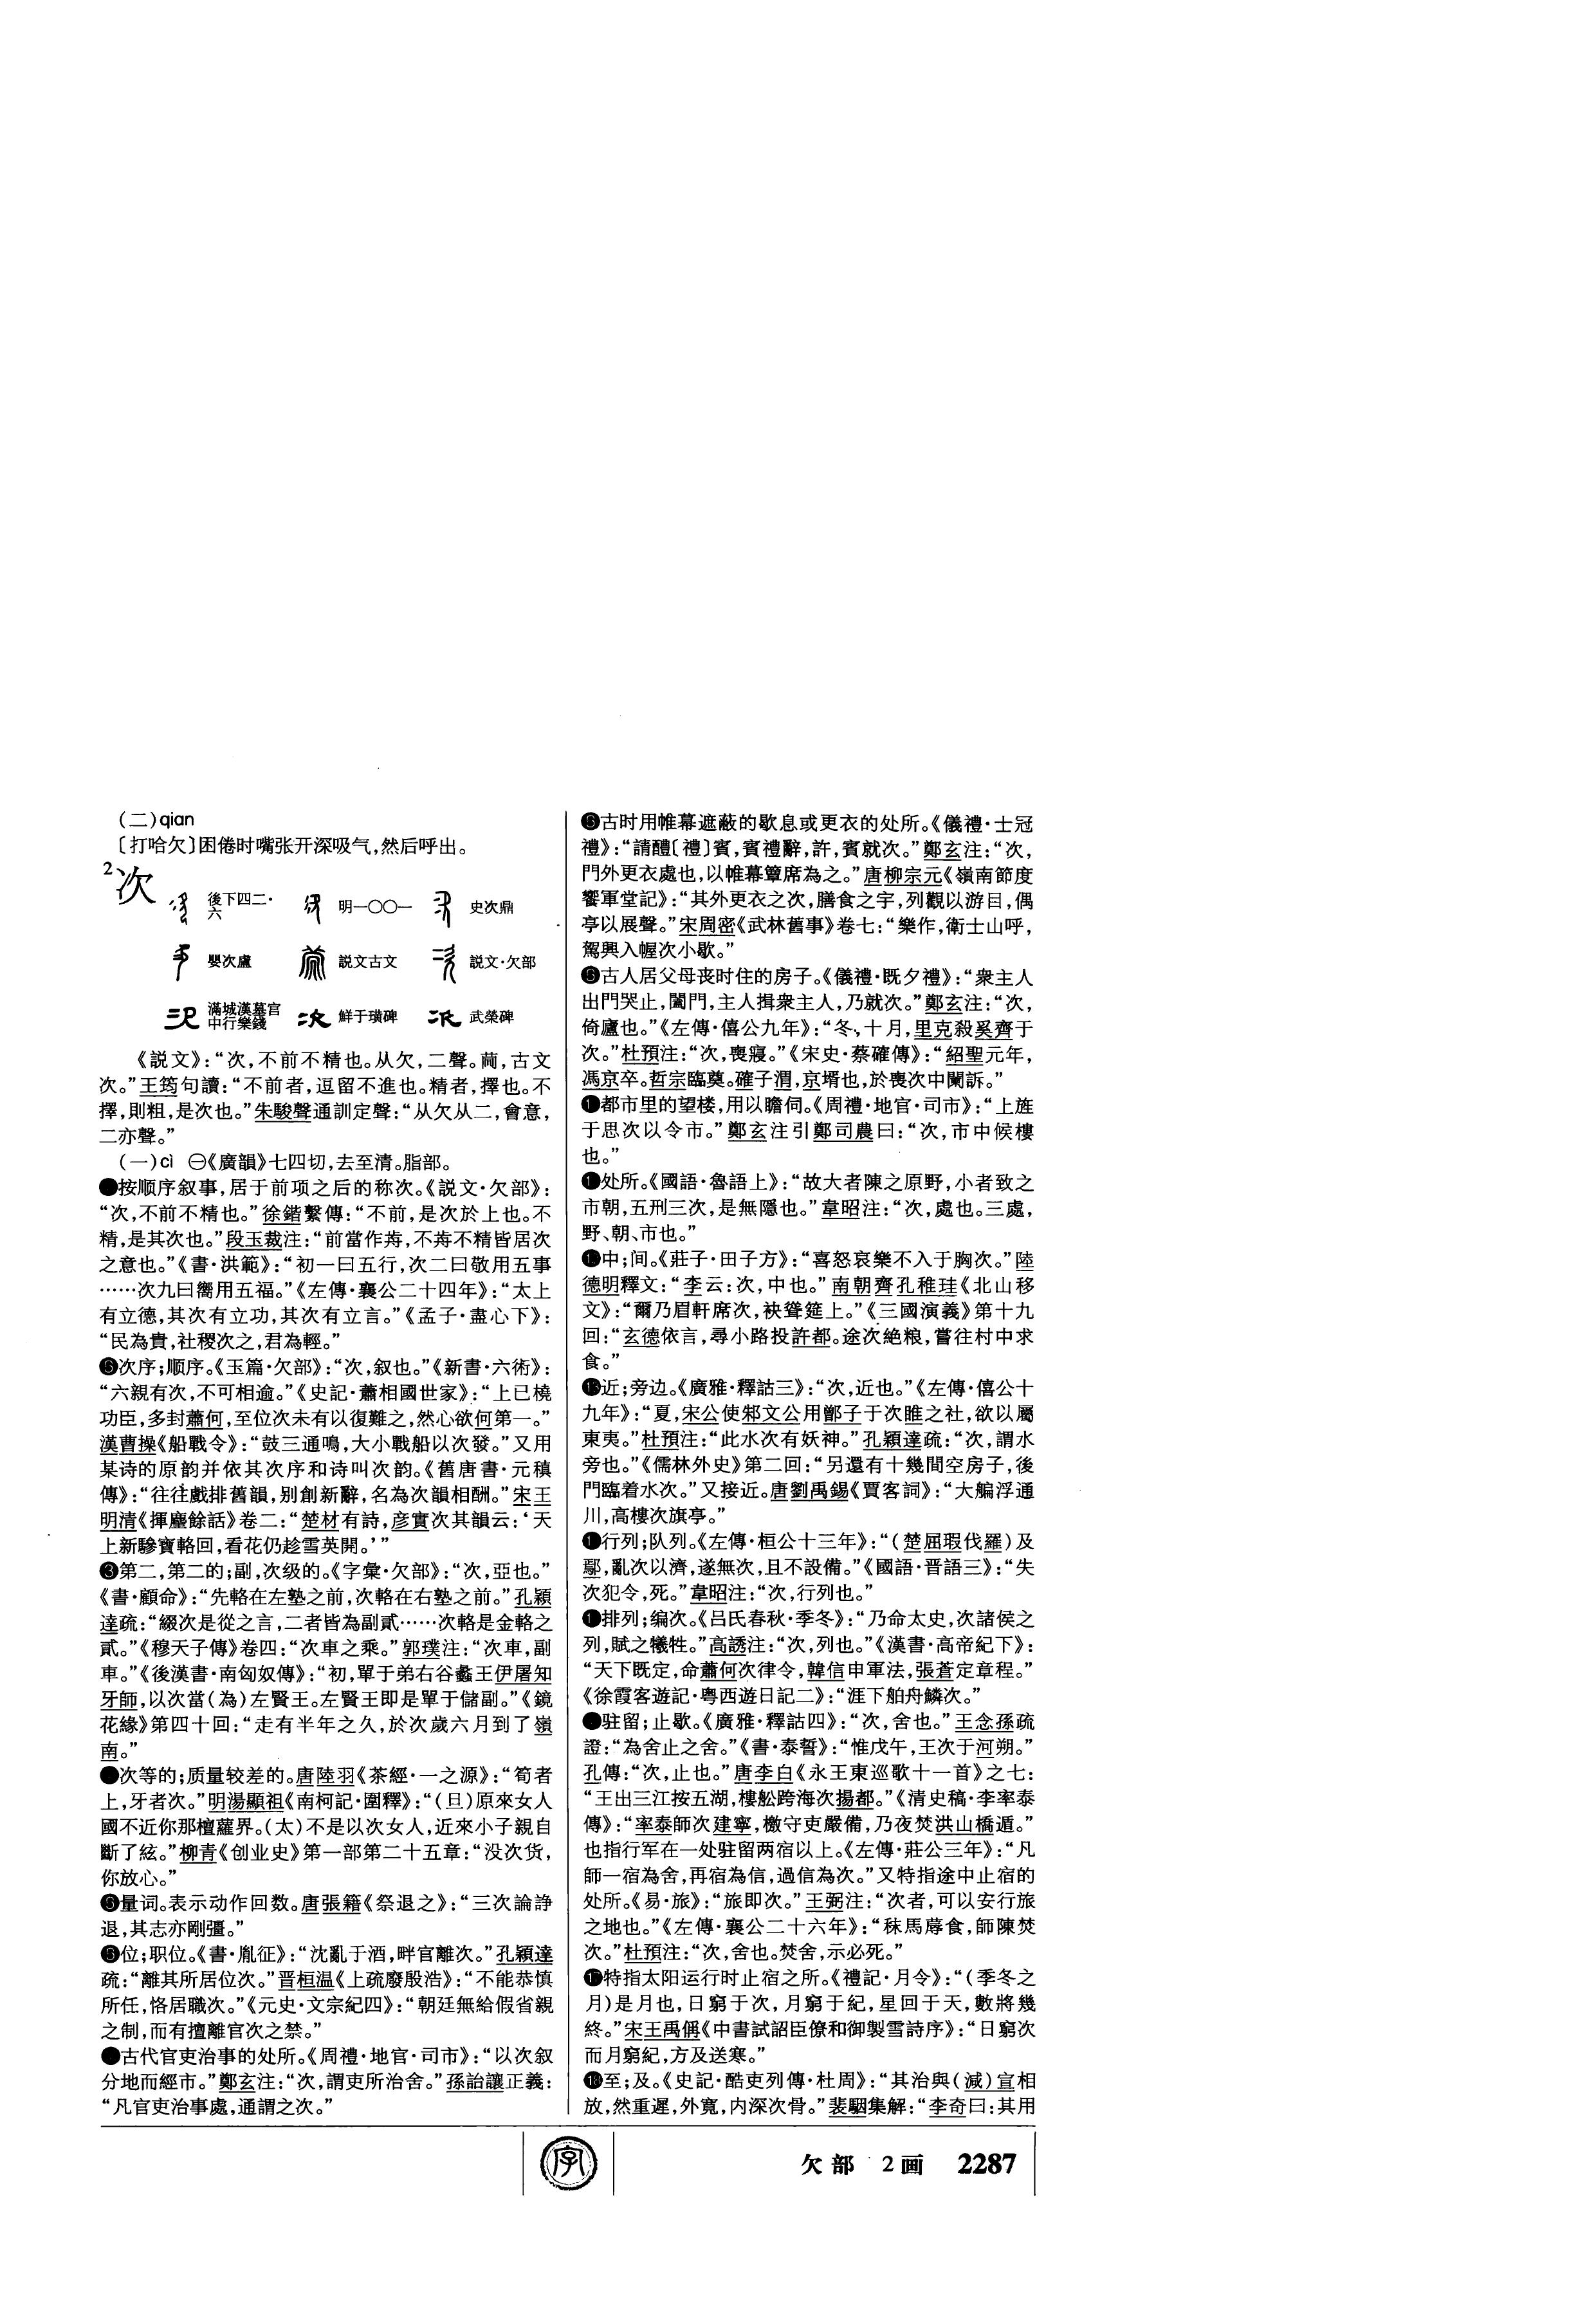 (二)qian
〔打哈欠〕困倦时嘴张开深吸气,然后呼出。
2次
後下四二·六
明一〇〇一
史次鼎
嬰次盧
説文古文
説文·欠部
滿城漢墓宫中行樂錢
鮮于璜碑
武榮碑
《説文》:“次,不前不精也。从欠,二聲。𦮏,古文
次。”王筠句讀:“不前者,逗留不進也。精者,擇也。不
擇,則粗,是次也。”朱駿聲通訓定聲:“从欠从二,會意,
二亦聲。”
(一)cì ㊀《廣韻》七四切,去至清。脂部。
●按顺序叙事,居于前项之后的称次。《説文·欠部》:
“次,不前不精也。”徐鍇繫傳:“不前,是次於上也。不
精,是其次也。”段玉裁注:“前當作歬,不歬不精皆居次
之意也。”《書·洪範》:“初一曰五行,次二曰敬用五事
……次九曰嚮用五福。”《左傳·襄公二十四年》:“太上
有立德,其次有立功,其次有立言。”《孟子·盡心下》:
“民為貴,社稷次之,君為輕。”
❻次序;顺序。《玉篇·欠部》:“次,叙也。”《新書·六術》:
“六親有次,不可相逾。”《史記·蕭相國世家》:“上已橈
功臣,多封蕭何,至位次未有以復難之,然心欲何第一。”
漢曹操《船戰令》:“鼓三通鳴,大小戰船以次發。”又用
某诗的原韵并依其次序和诗叫次韵。《舊唐書·元稹
傳》:“往往戲排舊韻,别創新辭,名為次韻相酬。”宋王
明清《揮麈餘話》卷二:“楚材有詩,彦實次其韻云:‘天
上新驂寶輅回,看花仍趁雪英開。’”
❸第二,第二的;副,次级的。《字彙·欠部》:“次,亞也。”
《書·顧命》:“先輅在左塾之前,次輅在右塾之前。”孔穎
達疏:“綴次是從之言,二者皆為副貳……次輅是金輅之
貳。”《穆天子傳》卷四:“次車之乘。”郭璞注:“次車,副
車。”《後漢書·南匈奴傳》:“初,單于弟右谷蠡王伊屠知
牙師,以次當(為)左賢王。左賢王即是單于儲副。”《鏡
花緣》第四十回:“走有半年之久,於次歲六月到了嶺
南。”
●次等的;质量较差的。唐陸羽《茶經·一之源》:“筍者
上,牙者次。”明湯顯祖《南柯記·圍釋》:“(旦)原來女人
國不近你那檀蘿界。(太)不是以次女人,近來小子親自
斷了絃。”柳青《创业史》第一部第二十五章:“没次货,
你放心。”
❺量词。表示动作回数。唐張籍《祭退之》:“三次論諍
退,其志亦剛彊。”
❻位;职位。《書·胤征》:“沈亂于酒,畔官離次。”孔穎達
疏:“離其所居位次。”晋桓温《上疏廢殷浩》:“不能恭慎
所任,恪居職次。”《元史·文宗紀四》:“朝廷無給假省親
之制,而有擅離官次之禁。”
●古代官吏治事的处所。《周禮·地官·司市》:“以次叙
分地而經市。”鄭玄注:“次,謂吏所治舍。”孫詒讓正義:
“凡官吏治事處,通謂之次。”
❻古时用帷幕遮蔽的歇息或更衣的处所。《儀禮·士冠
禮》:“請醴〔禮〕賓,賓禮辭,許,賓就次。”鄭玄注:“次,
門外更衣處也,以帷幕簟席為之。”唐柳宗元《嶺南節度
饗軍堂記》:“其外更衣之次,膳食之宇,列觀以游目,偶
亭以展聲。”宋周密《武林舊事》卷七:“樂作,衛士山呼,
駕興入幄次小歇。”
❺古人居父母丧时住的房子。《儀禮·既夕禮》:“衆主人
出門哭止,闔門,主人揖衆主人,乃就次。”鄭玄注:“次,
倚廬也。”《左傳·僖公九年》:“冬,十月,里克殺奚齊于
次。”杜預注:“次,喪寢。”《宋史·蔡確傳》:“紹聖元年,
馮京卒。哲宗臨奠。確子渭,京壻也,於喪次中闌訴。”
❶都市里的望楼,用以瞻伺。《周禮·地官·司市》:“上旌
于思次以令市。”鄭玄注引鄭司農曰:“次,市中候樓
也。”
❶处所。《國語·魯語上》:“故大者陳之原野,小者致之
市朝,五刑三次,是無隱也。”韋昭注:“次,處也。三處,
野、朝、市也。”
❶中;间。《莊子·田子方》:“喜怒哀樂不入于胸次。”陸
德明釋文:“李云:次,中也。”南朝齊孔稚珪《北山移
文》:“爾乃眉軒席次,袂聳筵上。”《三國演義》第十九
回:“玄德依言,尋小路投許都。途次絶粮,嘗往村中求
食。”
⓭近;旁边。《廣雅·釋詁三》:“次,近也。”《左傳·僖公十
九年》:“夏,宋公使邾文公用鄫子于次睢之社,欲以屬
東夷。”杜預注:“此水次有妖神。”孔穎達疏:“次,謂水
旁也。”《儒林外史》第二回:“另還有十幾間空房子,後
門臨着水次。”又接近。唐劉禹錫《賈客詞》:“大艑浮通
川,高樓次旗亭。”
❶行列;队列。《左傳·桓公十三年》:“(楚屈瑕伐羅)及
鄢,亂次以濟,遂無次,且不設備。”《國語·晋語三》:“失
次犯令,死。”韋昭注:“次,行列也。”
❶排列;编次。《吕氏春秋·季冬》:“乃命太史,次諸侯之
列,賦之犧牲。”高誘注:“次,列也。”《漢書·高帝紀下》:
“天下既定,命蕭何次律令,韓信申軍法,張蒼定章程。”
《徐霞客遊記·粤西遊日記二》:“涯下舶舟鱗次。”
●驻留;止歇。《廣雅·釋詁四》:“次,舍也。”王念孫疏
證:“為舍止之舍。”《書·泰誓》:“惟戊午,王次于河朔。”
孔傳:“次,止也。”唐李白《永王東巡歌十一首》之七:
“王出三江按五湖,樓舩跨海次揚都。”《清史稿·李率泰
傳》:“率泰師次建寧,檄守吏嚴備,乃夜焚洪山橋遁。”
也指行军在一处驻留两宿以上。《左傳·莊公三年》:“凡
師一宿為舍,再宿為信,過信為次。”又特指途中止宿的
处所。《易·旅》:“旅即次。”王弼注:“次者,可以安行旅
之地也。”《左傳·襄公二十六年》:“秣馬蓐食,師陳焚
次。”杜預注:“次,舍也。焚舍,示必死。”
⓱特指太阳运行时止宿之所。《禮記·月令》:“(季冬之
月)是月也,日窮于次,月窮于紀,星回于天,數將幾
終。”宋王禹偁《中書試詔臣僚和御製雪詩序》:“日窮次
而月窮紀,方及送寒。”
⓲至;及。《史記·酷吏列傳·杜周》:“其治與(減)宣相
放,然重遲,外寬,内深次骨。”裴駰集解:“李奇曰:其用
字
欠部 2画 2287